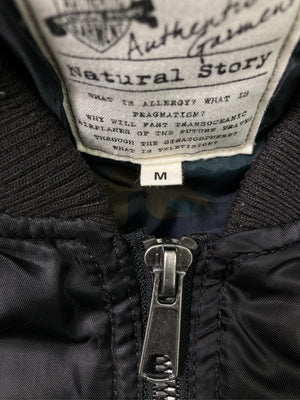 Authentic
Garment
Natural Story
WHAT IS ALLERGY? WHAT IS
PRAGMATISM?
WHY WILL FAST TRANSOCEANIC
AIRPLANES OF THE FUTURE TRAVEL
THROUGH THE STRATOSPHERE?
WHAT IS TELEVISION?
M